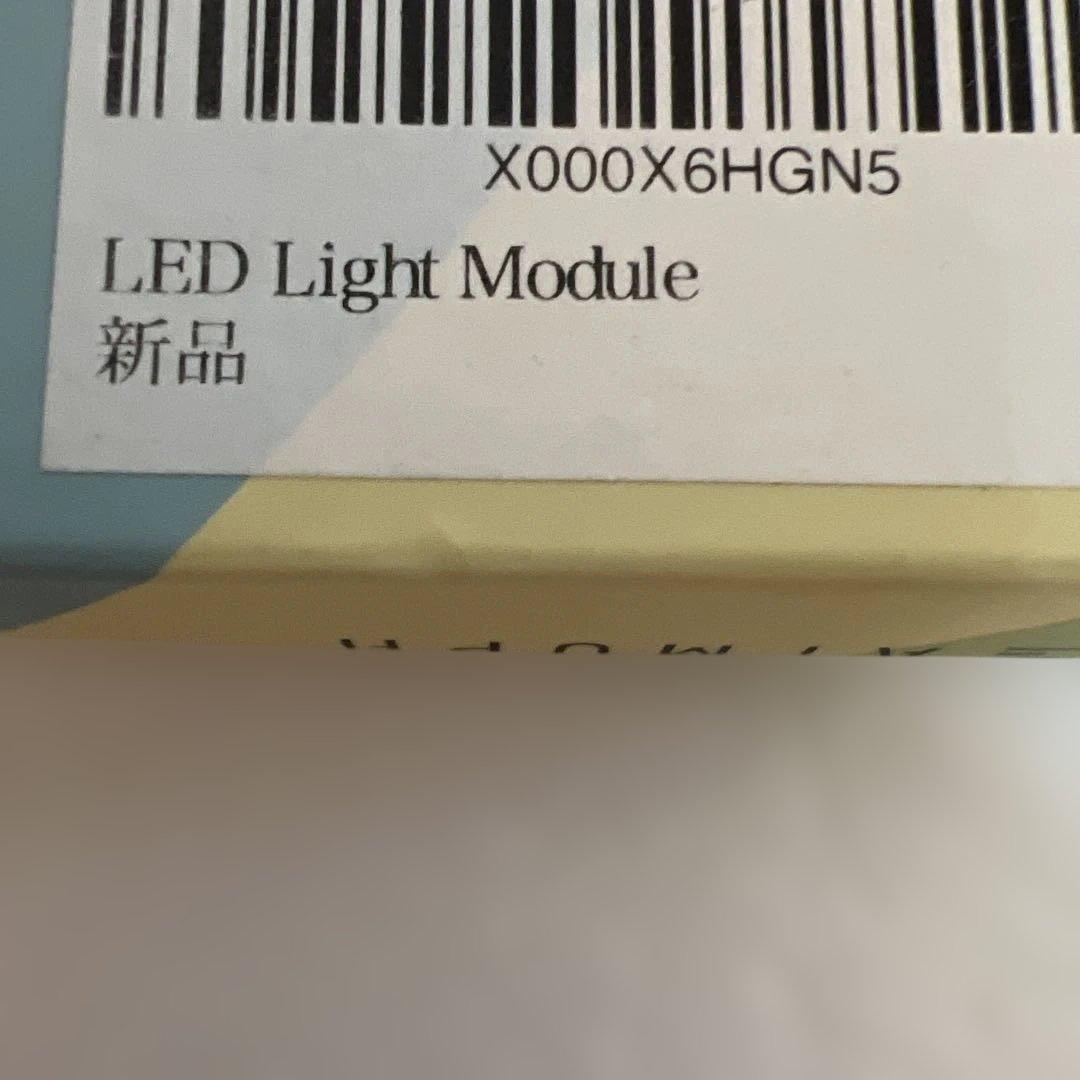 X000X6HGN5
LED Light Module
新品